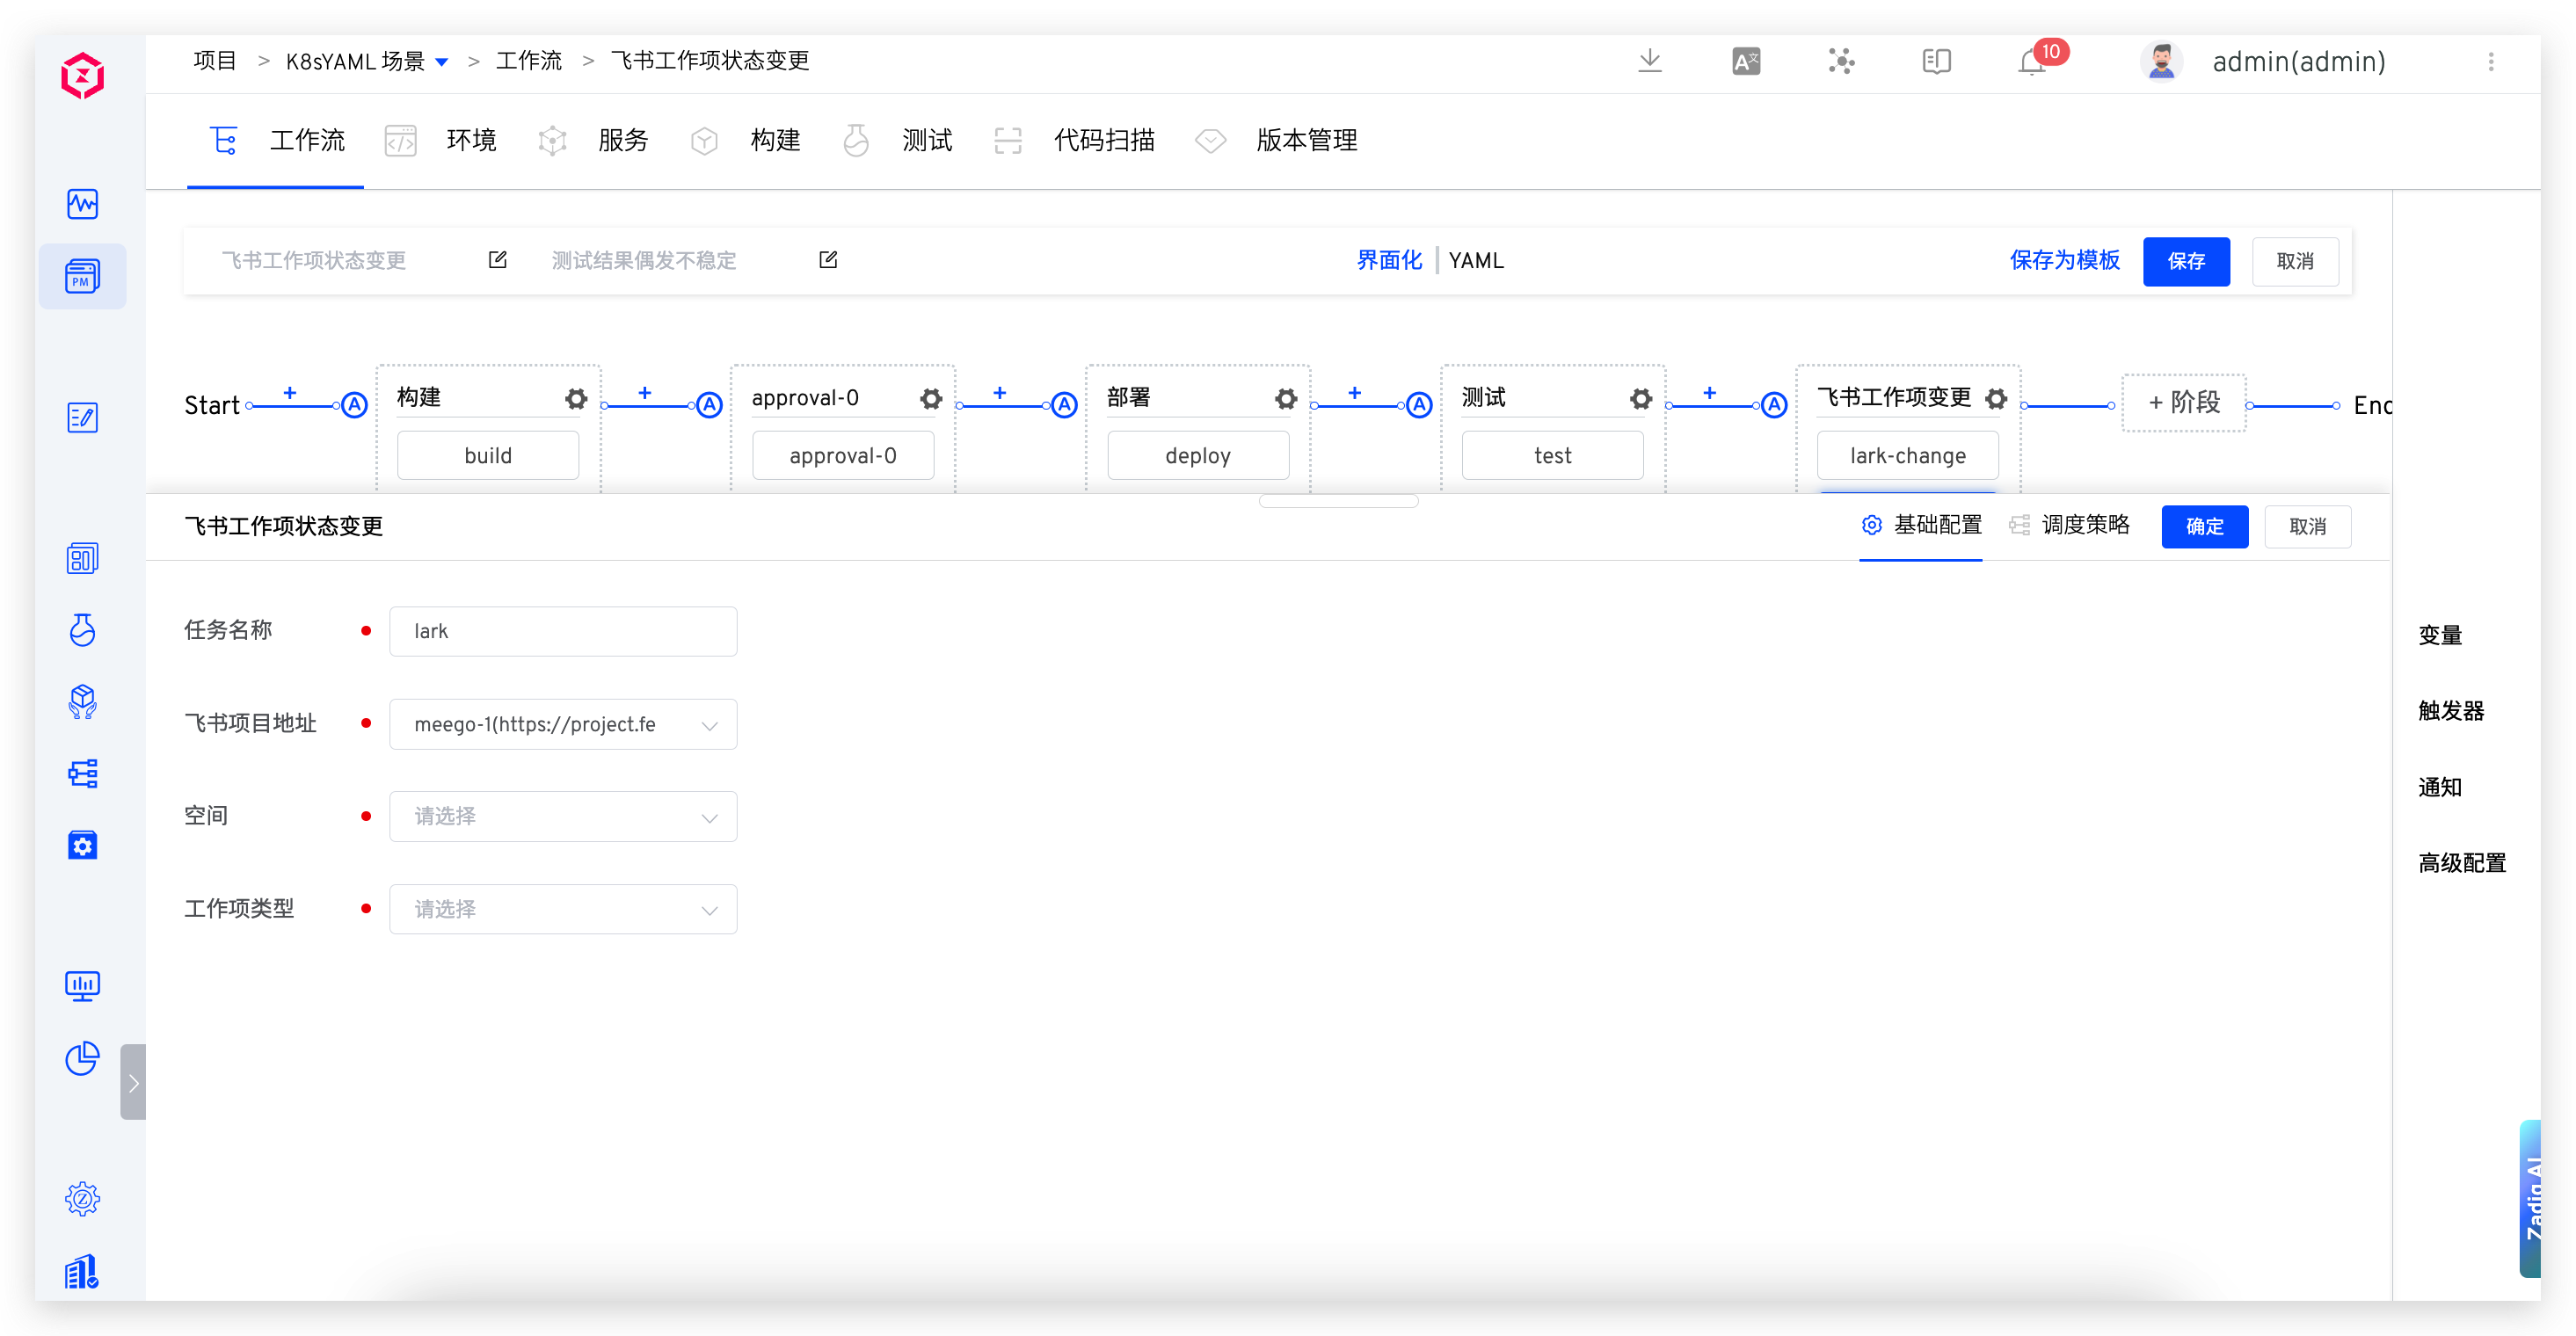 项目 > K8sYAML 场景 > 工作流 > 飞书工作项状态变更
10
admin(admin)
工作流 环境 服务 构建 测试 代码扫描 版本管理
PM
飞书工作项状态变更 测试结果偶发不稳定 界面化 YAML 保存为模板 保存 取消
Start + A 构建 + A approval-0 + A 部署 + A 测试 + A 飞书工作项变更 + 阶段 End
build approval-0 deploy test lark-change
飞书工作项状态变更 基础配置 调度策略 确定 取消
任务名称 lark
变量
飞书项目地址 meego-1(https://project.fe
触发器
通知
空间 请选择
高级配置
工作项类型 请选择
Zadig AI